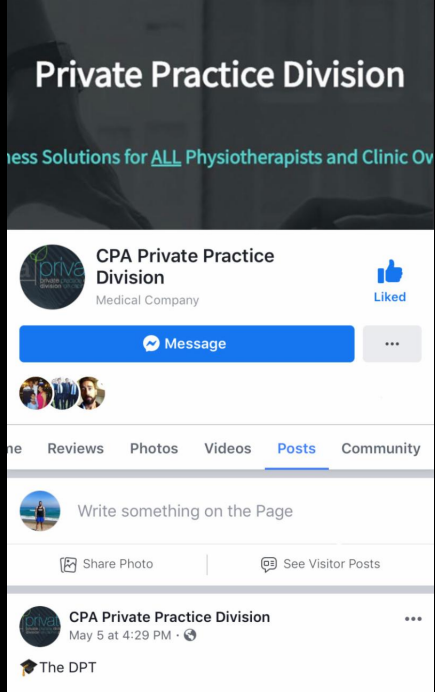 Private Practice Division
ness Solutions for ALL Physiotherapists and Clinic Ow
CPA Private Practice
Division
Medical Company
Liked
Message
me Reviews Photos Videos Posts Community
Write something on the Page
Share Photo
See Visitor Posts
CPA Private Practice Division
May 5 at 4:29 PM ·
The DPT